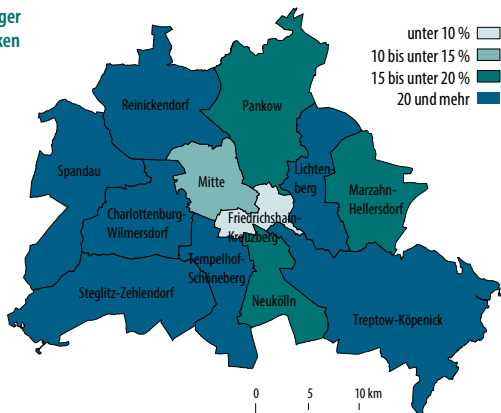 ger
ken
unter 10 %
10 bis unter 15 %
15 bis unter 20 %
20 und mehr
Reinickendorf
Pankow
Spandau
Mitte
Lichten-
berg
Marzahn-
Hellersdorf
Charlottenburg-
Wilmersdorf
Friedrichshain-
Kreuzberg
Tempelhof-
Schöneberg
Steglitz-Zehlendorf
Neukölln
Treptow-Köpenick
0 5 10 km